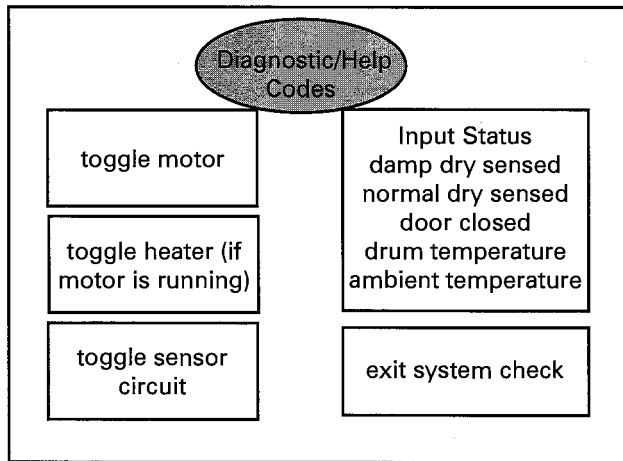 Diagnostic/Help
Codes
toggle motor
toggle heater (if
motor is running)
toggle sensor
circuit
Input Status
damp dry sensed
normal dry sensed
door closed
drum temperature
ambient temperature
exit system check